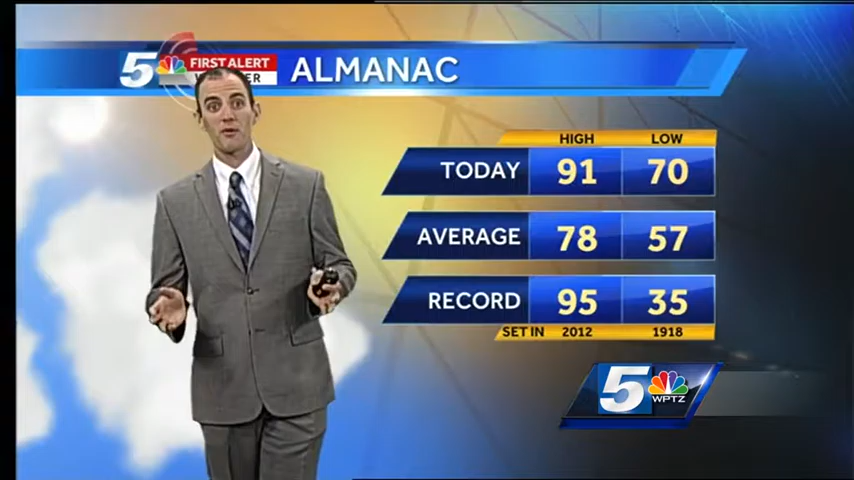 5 FIRST ALERT
ALMANAC
HIGH LOW
TODAY 91 70
AVERAGE 78 57
RECORD 95 35
SET IN 2012 1918
5 WPTZ